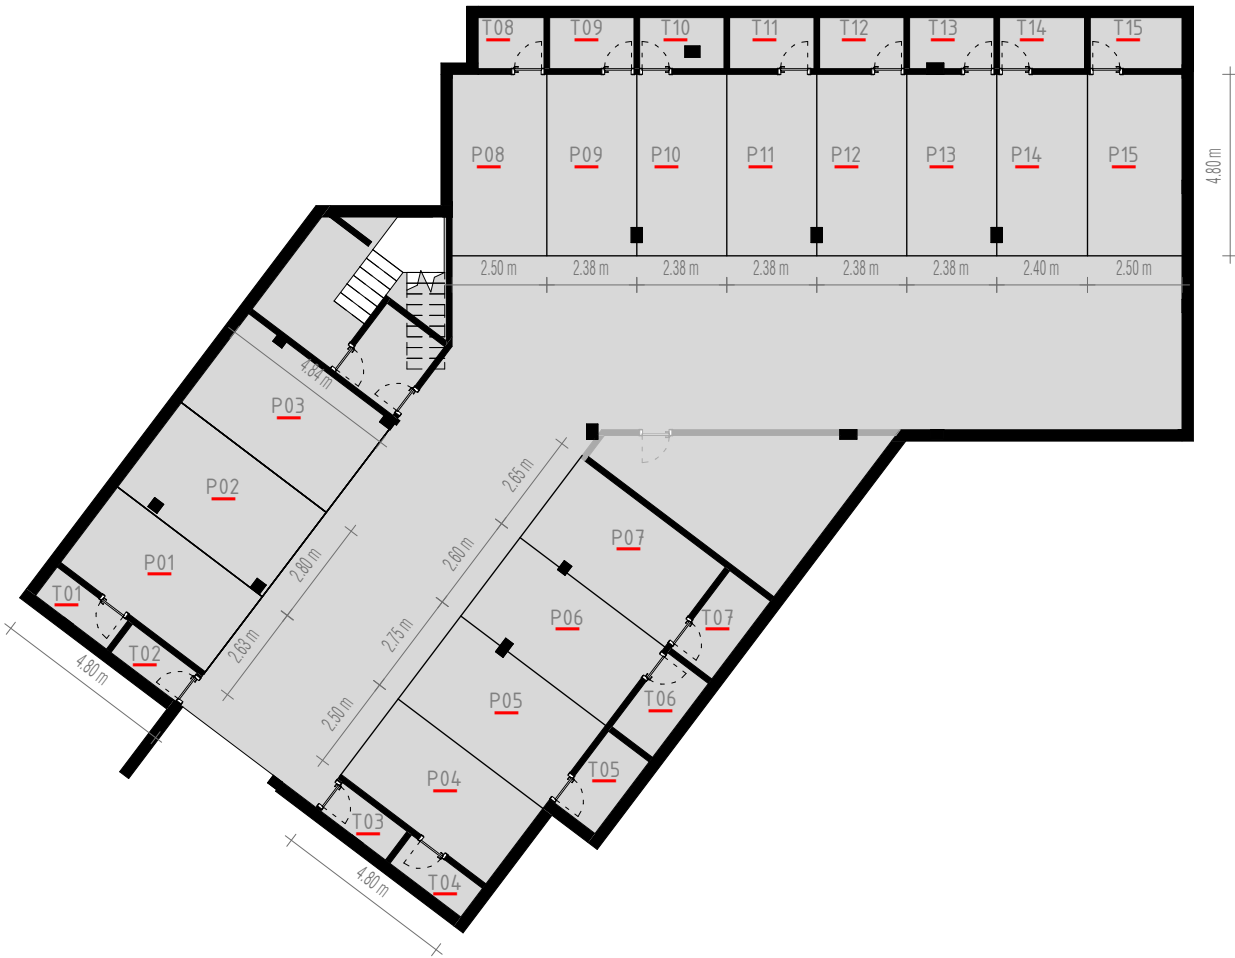 T08 T09 T10 T11 T12 T13 T14 T15
P08 P09 P10 P11 P12 P13 P14 P15
4.80 m
2.50 m 2.38 m 2.38 m 2.38 m 2.38 m 2.38 m 2.40 m 2.50 m
4.84 m
P03
2.65 m
P02
P07
2.60 m
P01
2.80 m
T01
P06
T07
2.75 m
2.63 m
T02
4.80 m
P05
T06
2.50 m
P04
T05
T03
4.80 m
T04